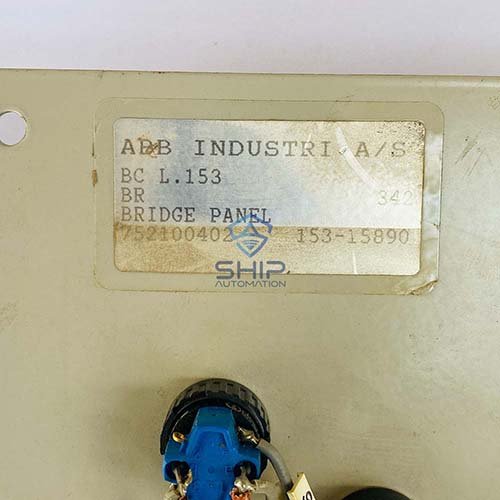 ABB INDUSTRI A/S
BC L.153
BR 342
BRIDGE PANEL
752100402 153-15890
SHIP
AUTOMATION